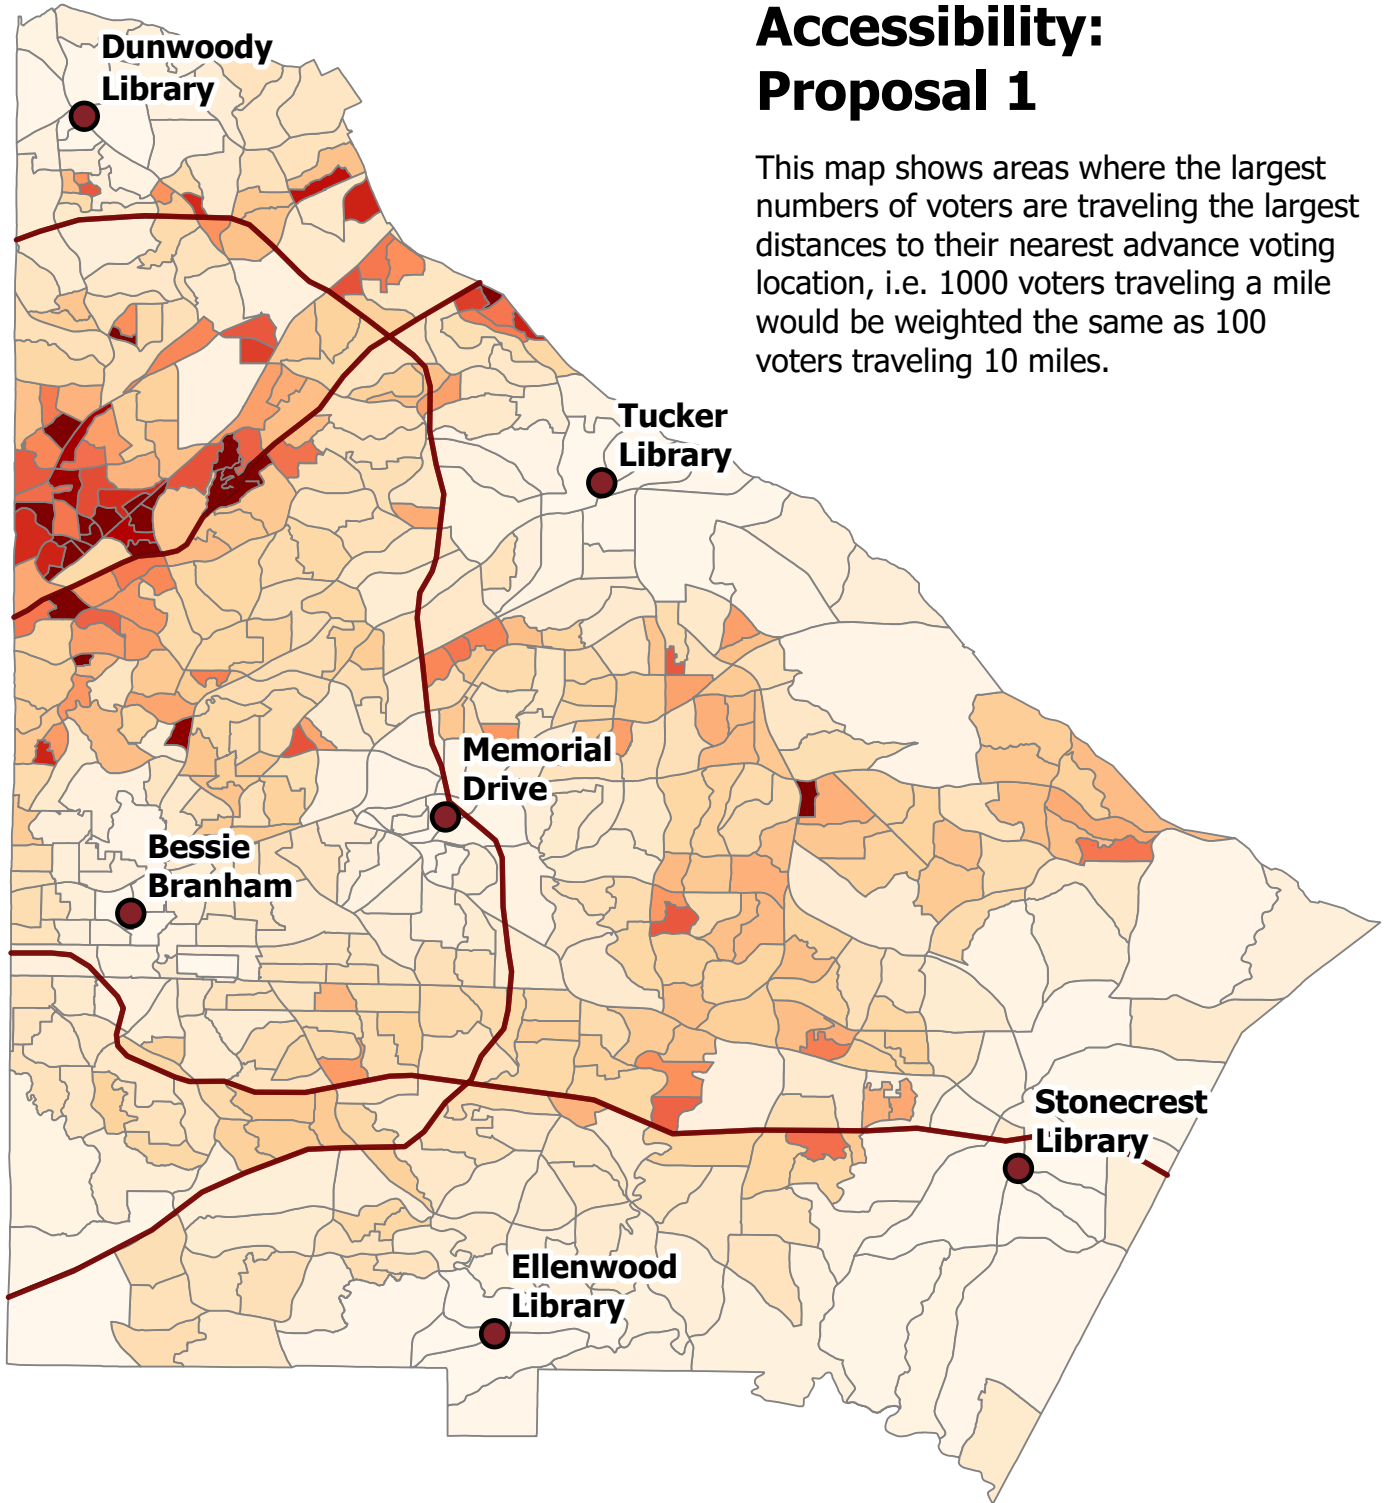 Accessibility:
Proposal 1
This map shows areas where the largest
numbers of voters are traveling the largest
distances to their nearest advance voting
location, i.e. 1000 voters traveling a mile
would be weighted the same as 100
voters traveling 10 miles.
Dunwoody
Library
Tucker
Library
Memorial
Drive
Bessie
Branham
Stonecrest
Library
Ellenwood
Library